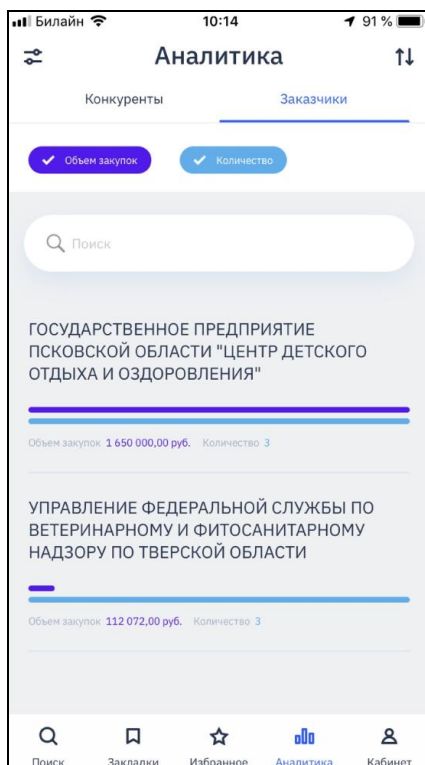 Билайн 10:14 91 %
Аналитика
Конкуренты Заказчики
Объем закупок Количество
Поиск
ГОСУДАРСТВЕННОЕ ПРЕДПРИЯТИЕ
ПСКОВСКОЙ ОБЛАСТИ "ЦЕНТР ДЕТСКОГО
ОТДЫХА И ОЗДОРОВЛЕНИЯ"
Объем закупок 1 650 000,00 руб. Количество 3
УПРАВЛЕНИЕ ФЕДЕРАЛЬНОЙ СЛУЖБЫ ПО
ВЕТЕРИНАРНОМУ И ФИТОСАНИТАРНОМУ
НАДЗОРУ ПО ТВЕРСКОЙ ОБЛАСТИ
Объем закупок 112 072,00 руб. Количество 3
Поиск Закладки Избранное Аналитика Кабинет